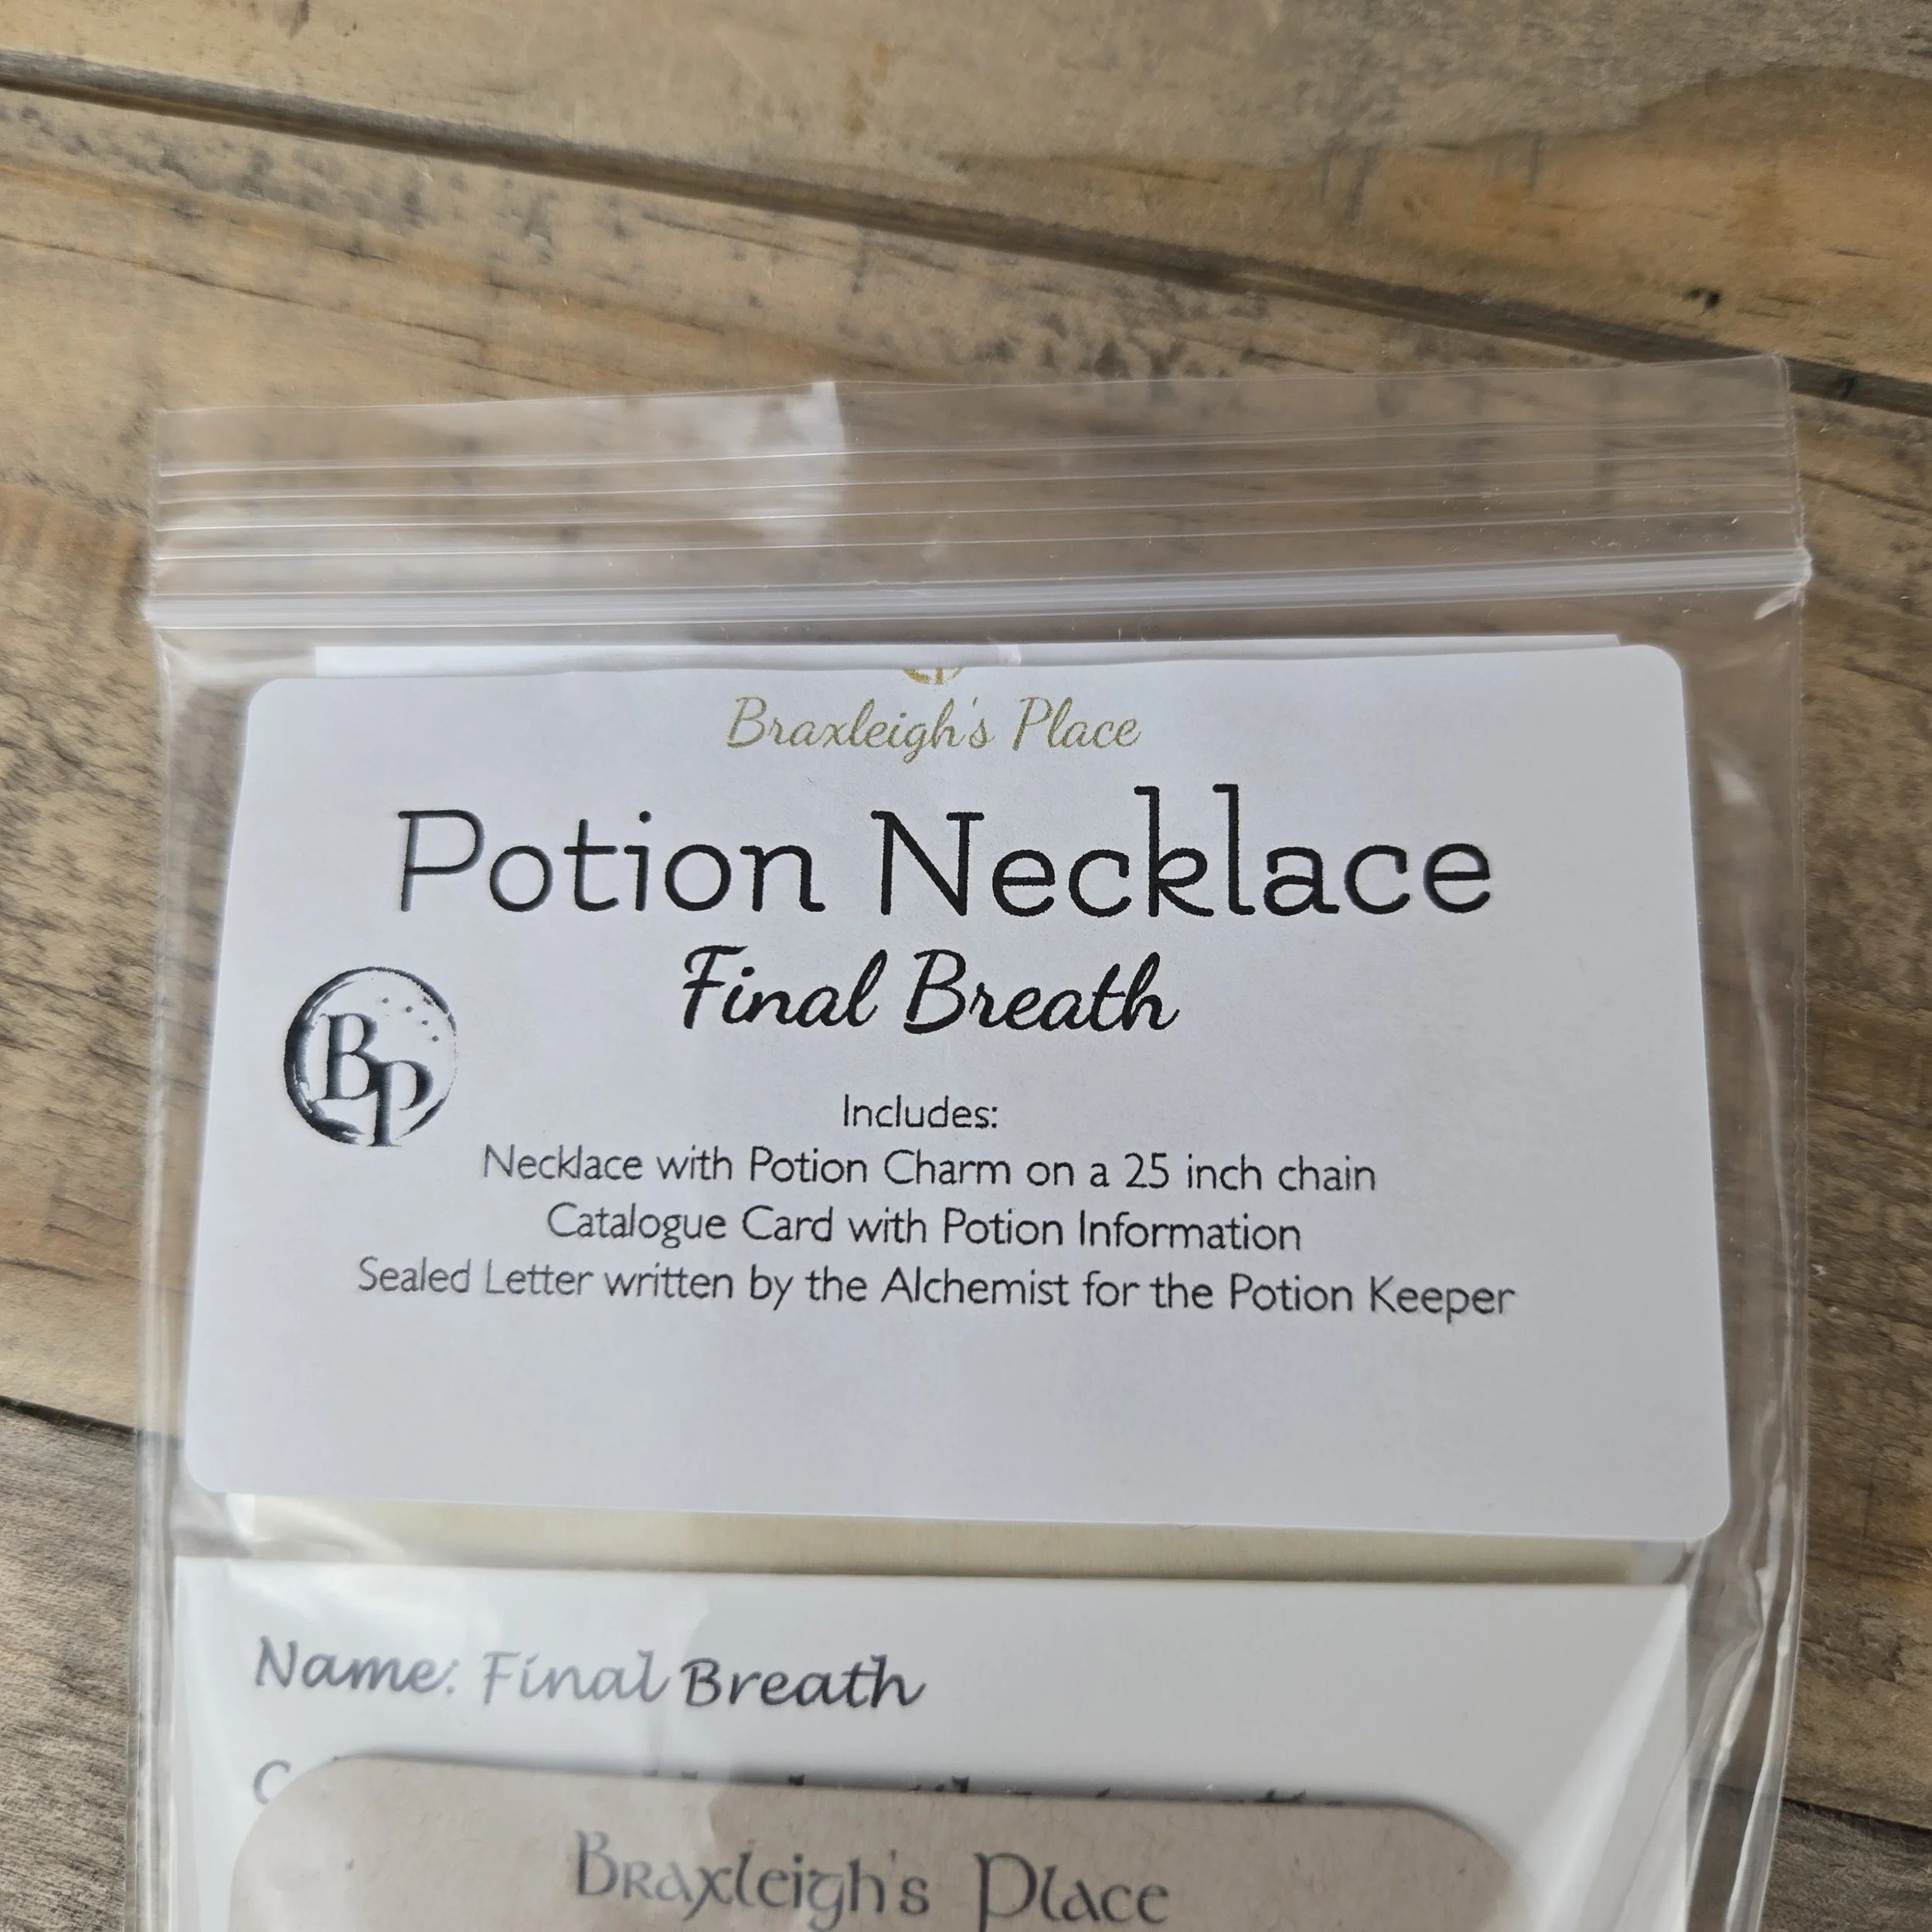 Braxleigh's Place
Potion Necklace
Final Breath
BP
Includes:
Necklace with Potion Charm on a 25 inch chain
Catalogue Card with Potion Information
Sealed Letter written by the Alchemist for the Potion Keeper
Name: Final Breath
Braxleigh's Place